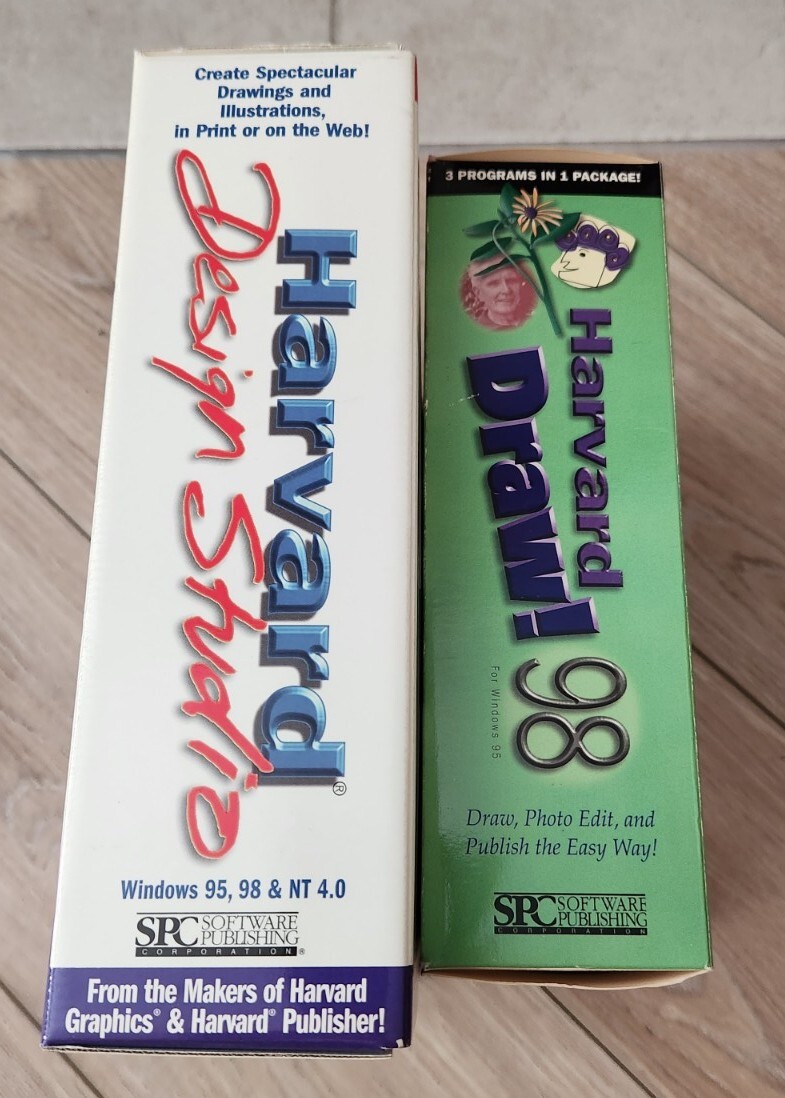 Create Spectacular
Drawings and
Illustrations,
in Print or on the Web!
Harvard®
Design Studio
Windows 95, 98 & NT 4.0
SPC SOFTWARE
PUBLISHING
CORPORATION®
From the Makers of Harvard
Graphics® & Harvard® Publisher!
3 PROGRAMS IN 1 PACKAGE!
Harvard
Draw! 98
For Windows 95
Draw, Photo Edit, and
Publish the Easy Way!
SPC SOFTWARE
PUBLISHING
CORPORATION